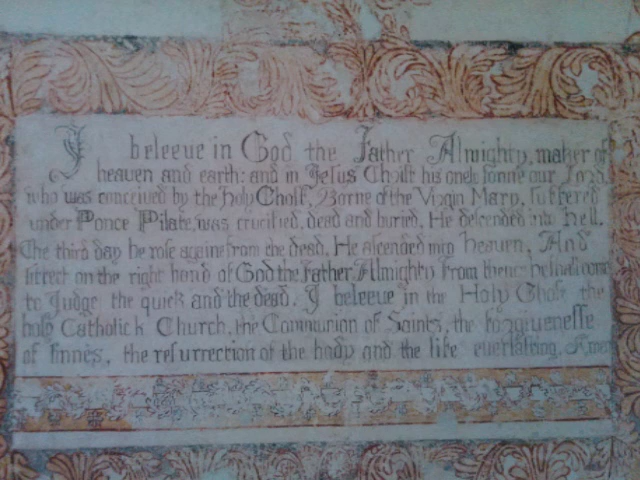 I beleeue in God the Father Almighty, maker of
heauen and earth: and in Jesus Christ his onely sonne our Lord,
who was conceiued by the holy Ghost, Borne of the Virgin Mary, suffered
under Ponce Pilate, was crucified, dead and buried, He descended into hell.
The third day he rose againe from the dead, He ascended into heauen, And
sitteth on the right hand of God the father Almighty from thence he shall come
to Judge the quick and the dead. I beleeue in the Holy Ghost the
holy Catholick Church, the Communion of Saints, the forgiuenesse
of sinnes, the resurrection of the body and the life everlasting. Amen